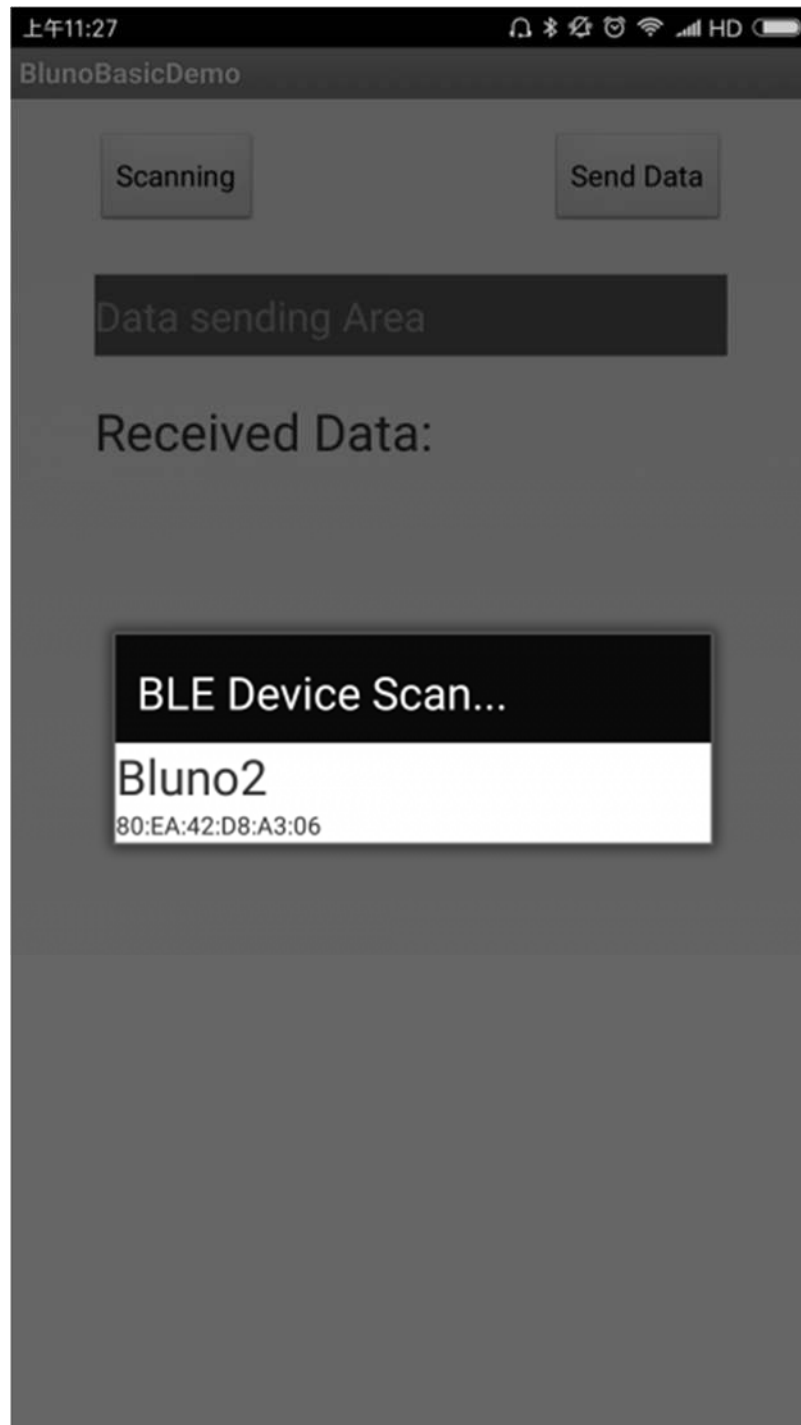 上午11:27 HD
BlunoBasicDemo
Scanning Send Data
Data sending Area
Received Data:
BLE Device Scan...
Bluno2
80:EA:42:D8:A3:06